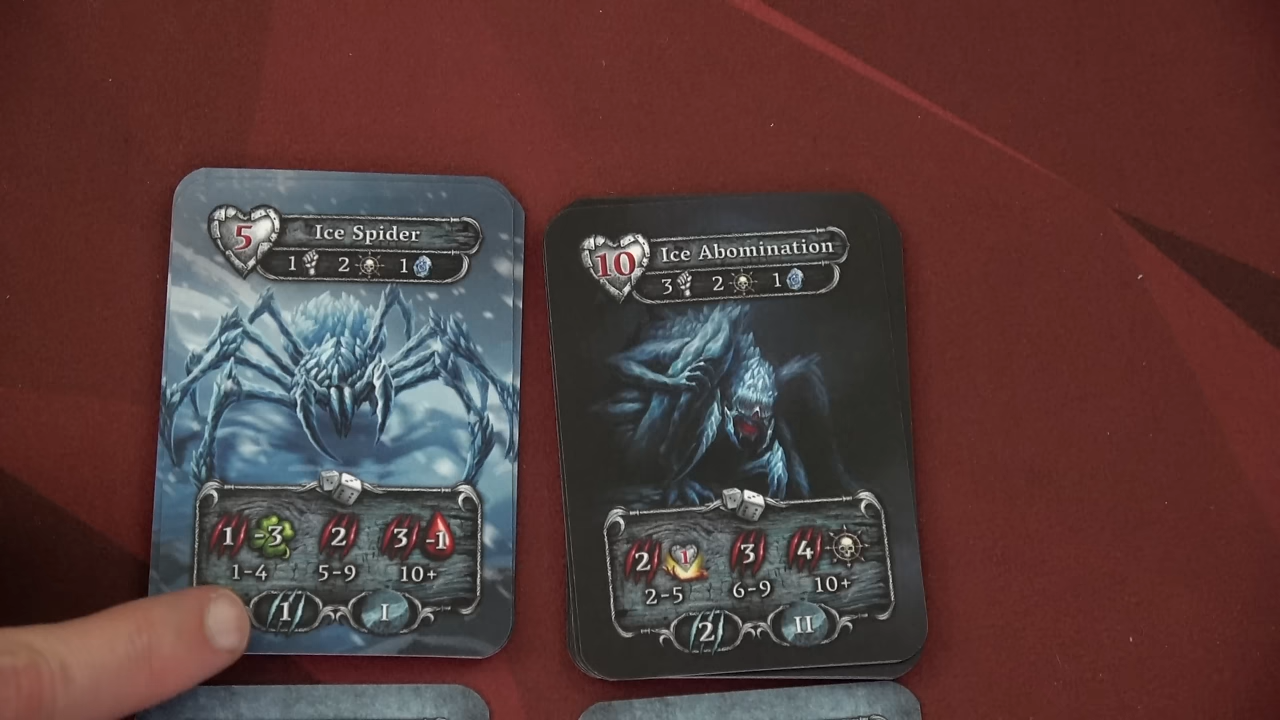 5
Ice Spider
1 2 1
1 -3 2 3 -1
1-4 5-9 10+
1 I
10
Ice Abomination
3 2 1
2 1 3 4
2-5 6-9 10+
2 II